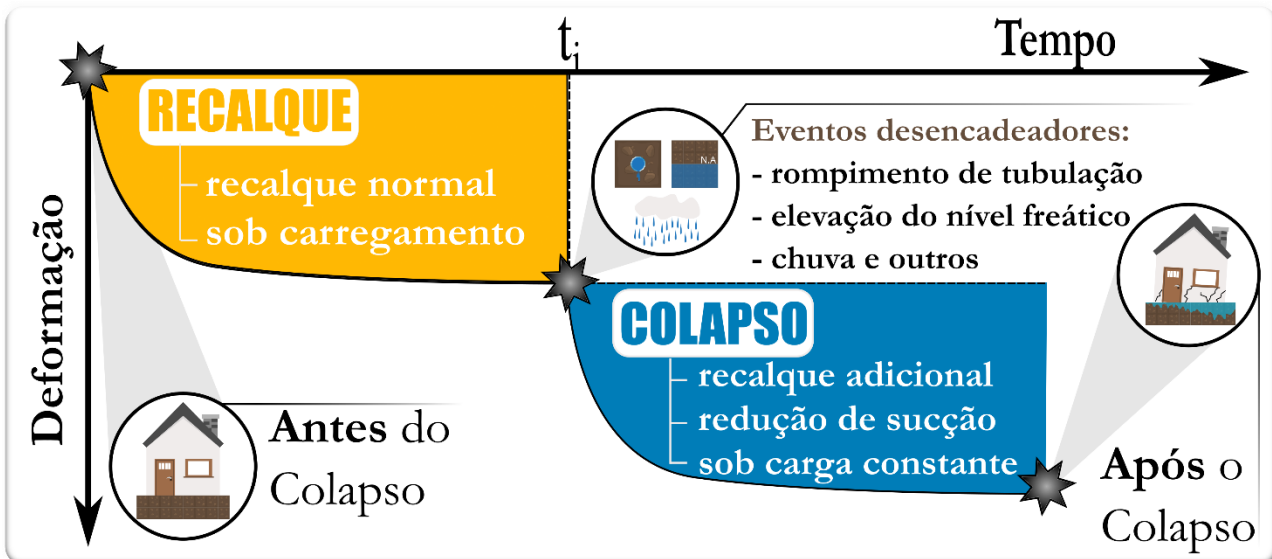 t_i
Tempo
RECALQUE
recalque normal
sob carregamento
Eventos desencadeadores:
- rompimento de tubulação
- elevação do nível freático
- chuva e outros
N.A
Deformação
COLAPSO
recalque adicional
redução de sucção
sob carga constante
Antes do
Colapso
Após o
Colapso